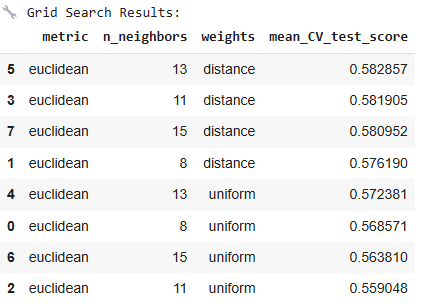 🔧 Grid Search Results:
metric n_neighbors weights mean_CV_test_score
5 euclidean 13 distance 0.582857
3 euclidean 11 distance 0.581905
7 euclidean 15 distance 0.580952
1 euclidean 8 distance 0.576190
4 euclidean 13 uniform 0.572381
0 euclidean 8 uniform 0.568571
6 euclidean 15 uniform 0.563810
2 euclidean 11 uniform 0.559048